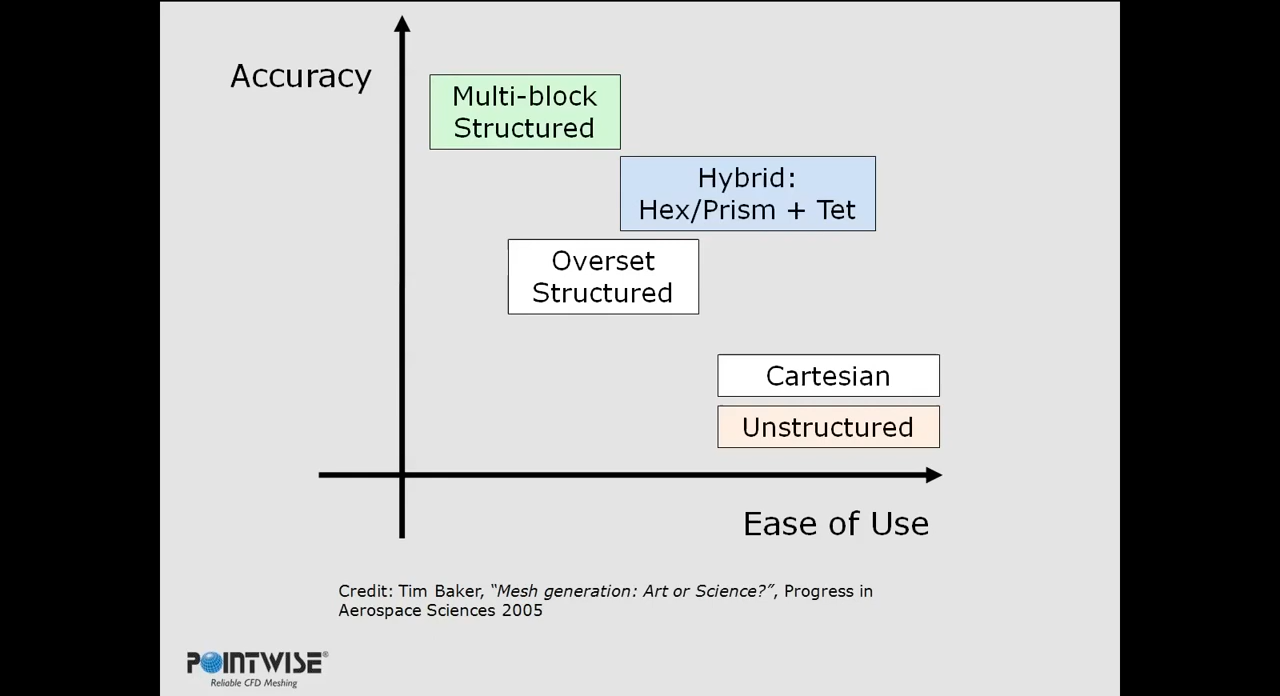 Accuracy
Multi-block
Structured
Hybrid:
Hex/Prism + Tet
Overset
Structured
Cartesian
Unstructured
Ease of Use
Credit: Tim Baker, “Mesh generation: Art or Science?”, Progress in
Aerospace Sciences 2005
POINTWISE®
Reliable CFD Meshing